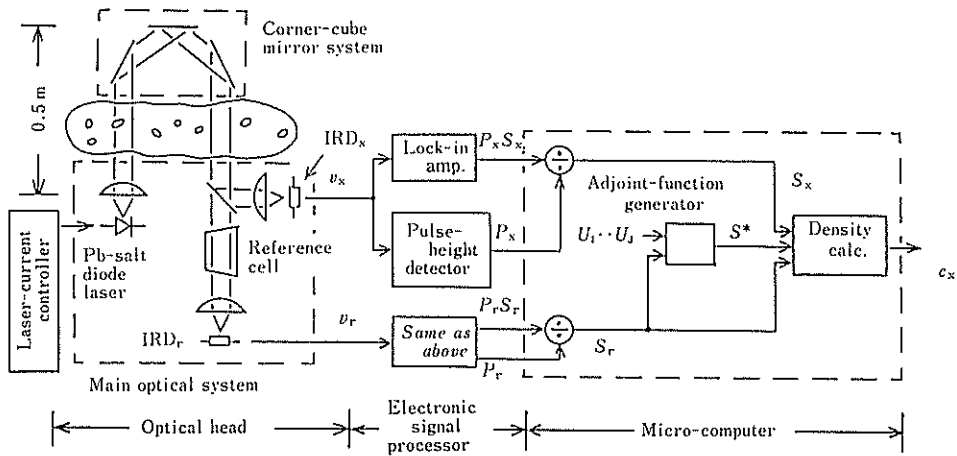 Corner-cube
mirror system
0.5 m
IRDx
vx
Lock-in
amp.
PxSx
÷
Sx
Adjoint-function
generator
U1··UJ
S*
Density
calc.
cx
Pulse-
height
detector
Px
Laser-current
controller
Pb-salt
diode
laser
Reference
cell
IRDr
vr
Same as
above
PrSr
Pr
÷
Sr
Main optical system
Optical head
Electronic
signal
processor
Micro-computer